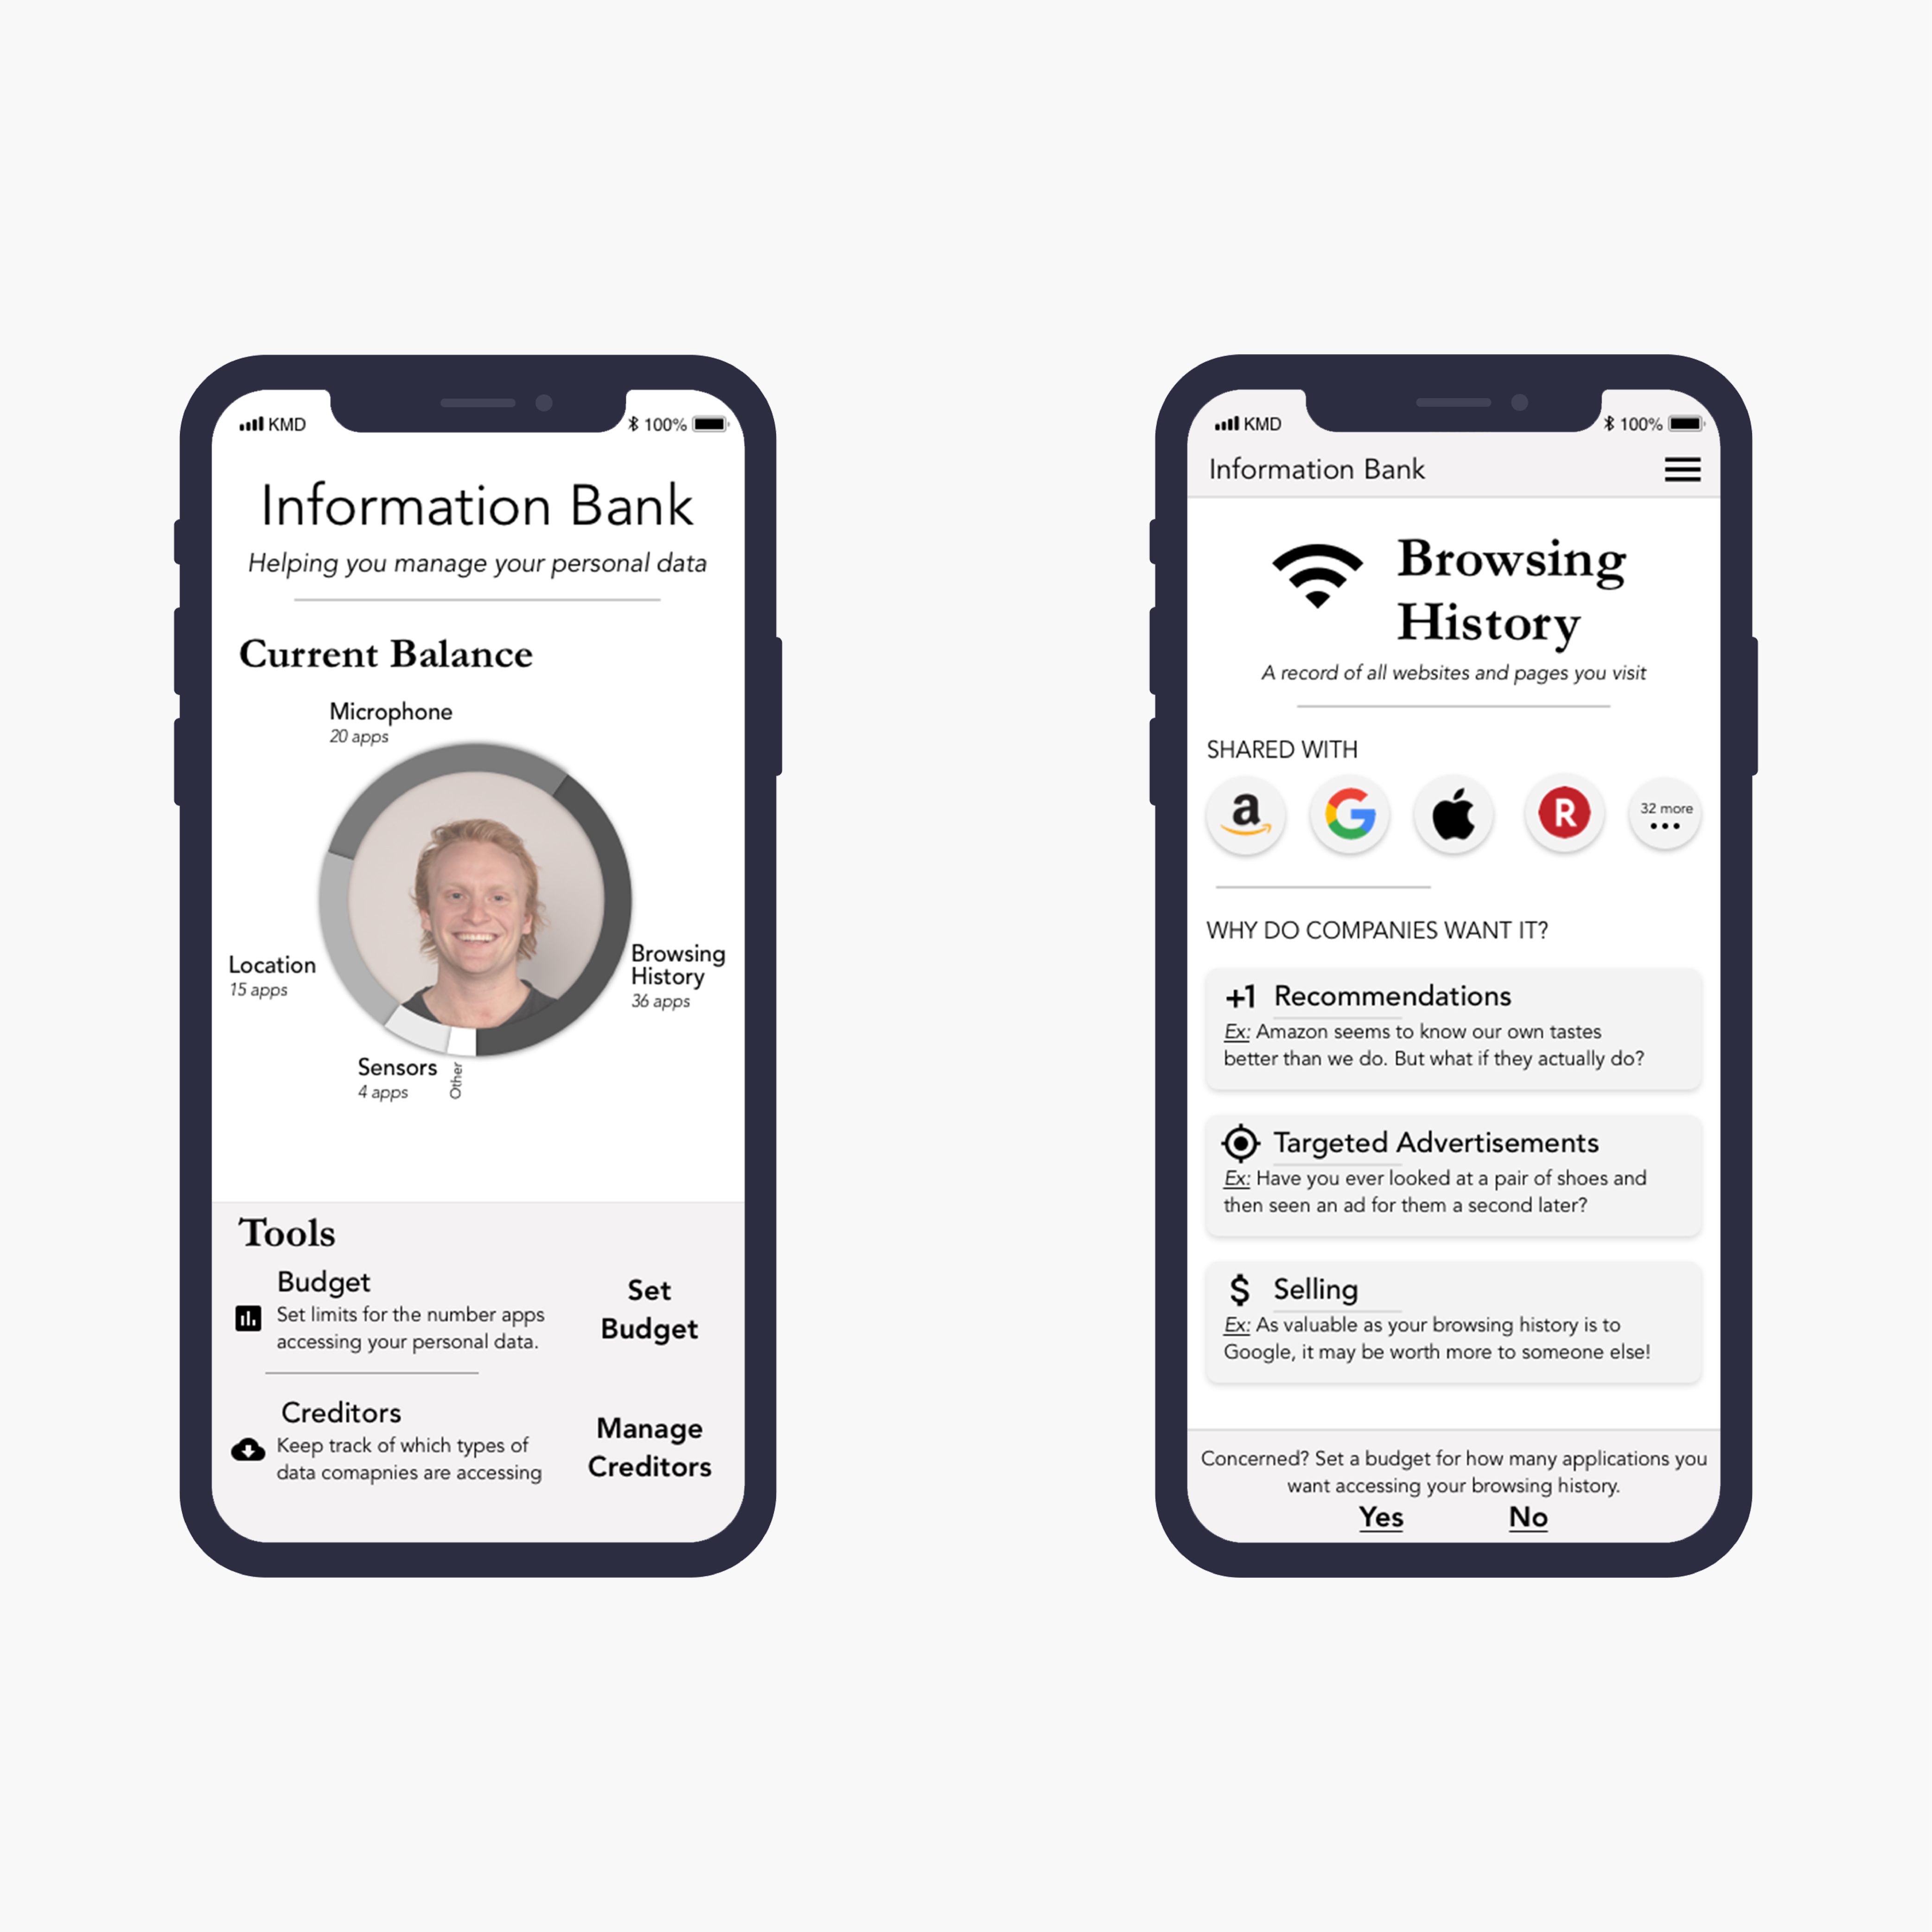 KMD
100%
Information Bank
Helping you manage your personal data
Current Balance
Microphone
20 apps
Location
15 apps
Browsing
History
36 apps
Sensors
4 apps
Other
Tools
Budget
Set limits for the number apps
accessing your personal data.
Set
Budget
Creditors
Keep track of which types of
data comapnies are accessing
Manage
Creditors
KMD
100%
Information Bank
Browsing
History
A record of all websites and pages you visit
SHARED WITH
a
G
R
32 more
WHY DO COMPANIES WANT IT?
+1 Recommendations
Ex: Amazon seems to know our own tastes
better than we do. But what if they actually do?
Targeted Advertisements
Ex: Have you ever looked at a pair of shoes and
then seen an ad for them a second later?
$ Selling
Ex: As valuable as your browsing history is to
Google, it may be worth more to someone else!
Concerned? Set a budget for how many applications you
want accessing your browsing history.
Yes No